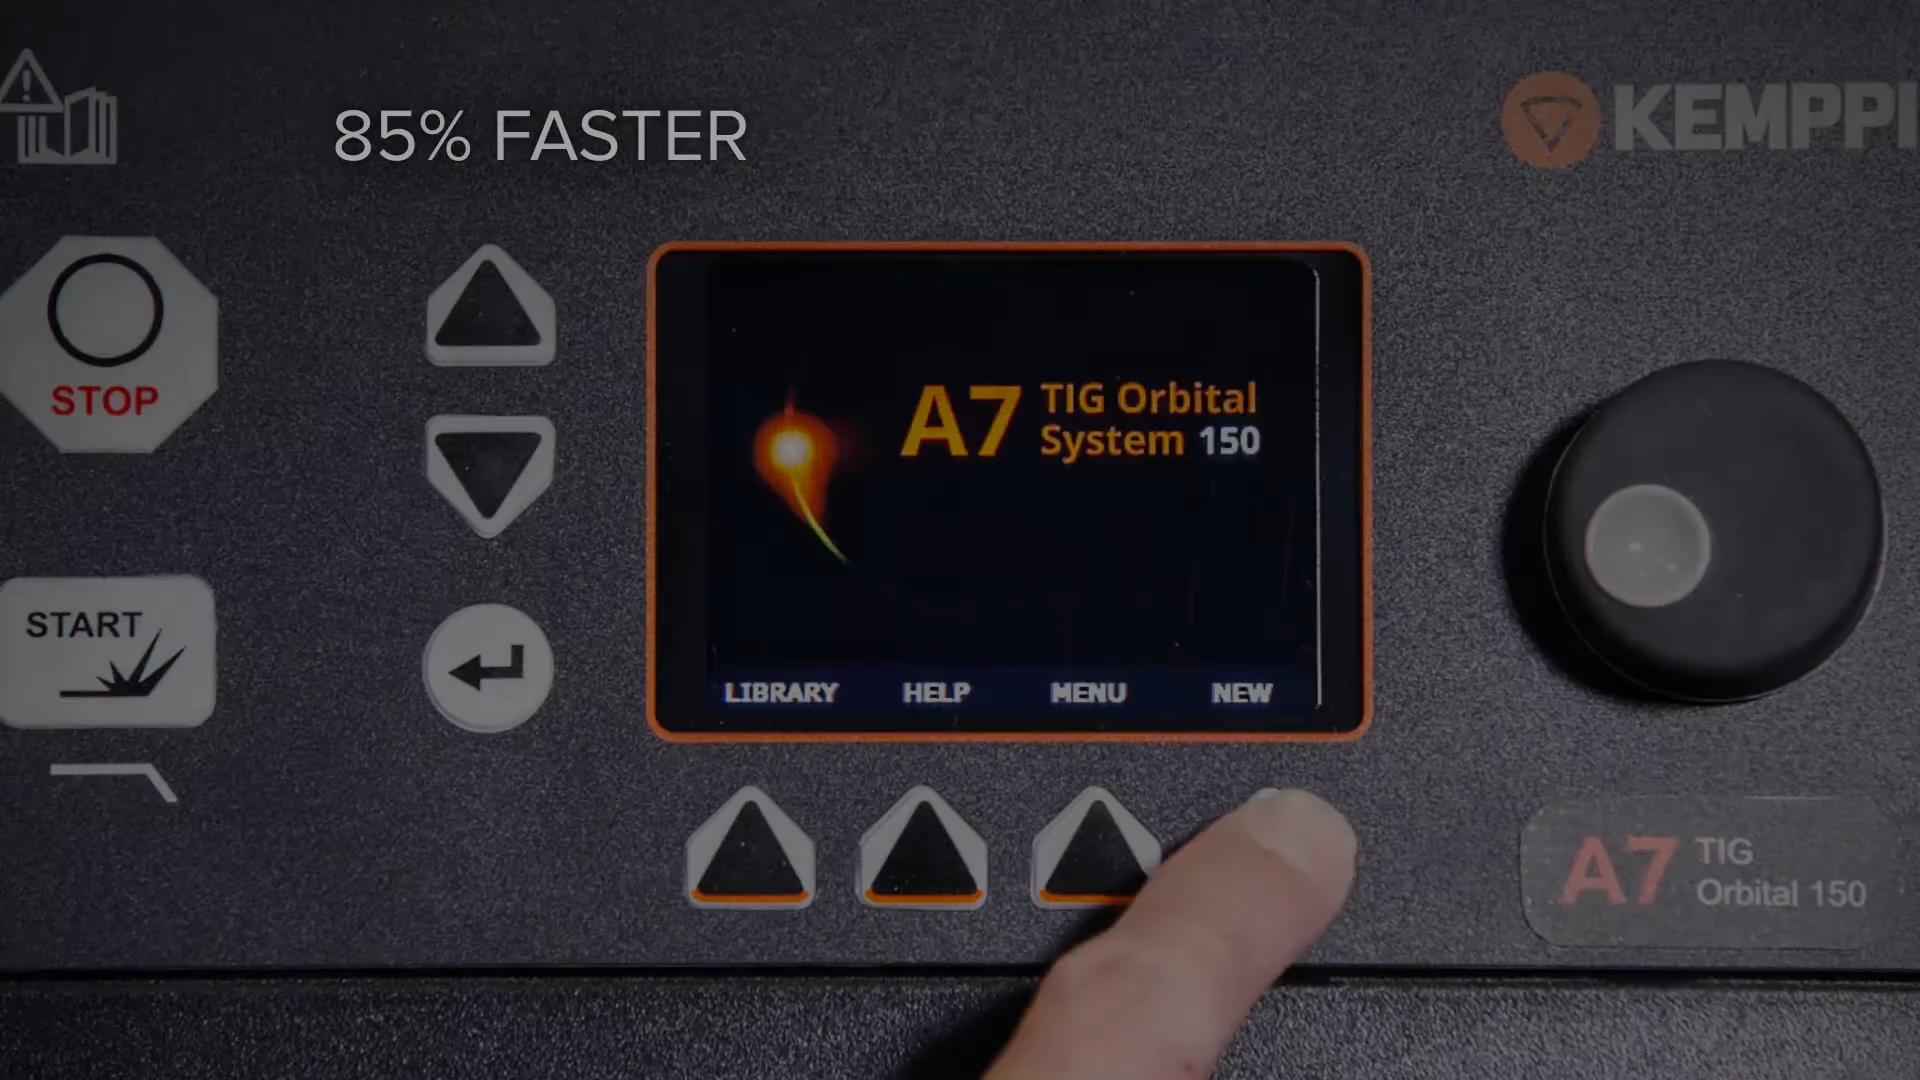 85% FASTER
KEMPPI
STOP
A7 TIG Orbital
System 150
START
LIBRARY HELP MENU NEW
A7 TIG
Orbital 150